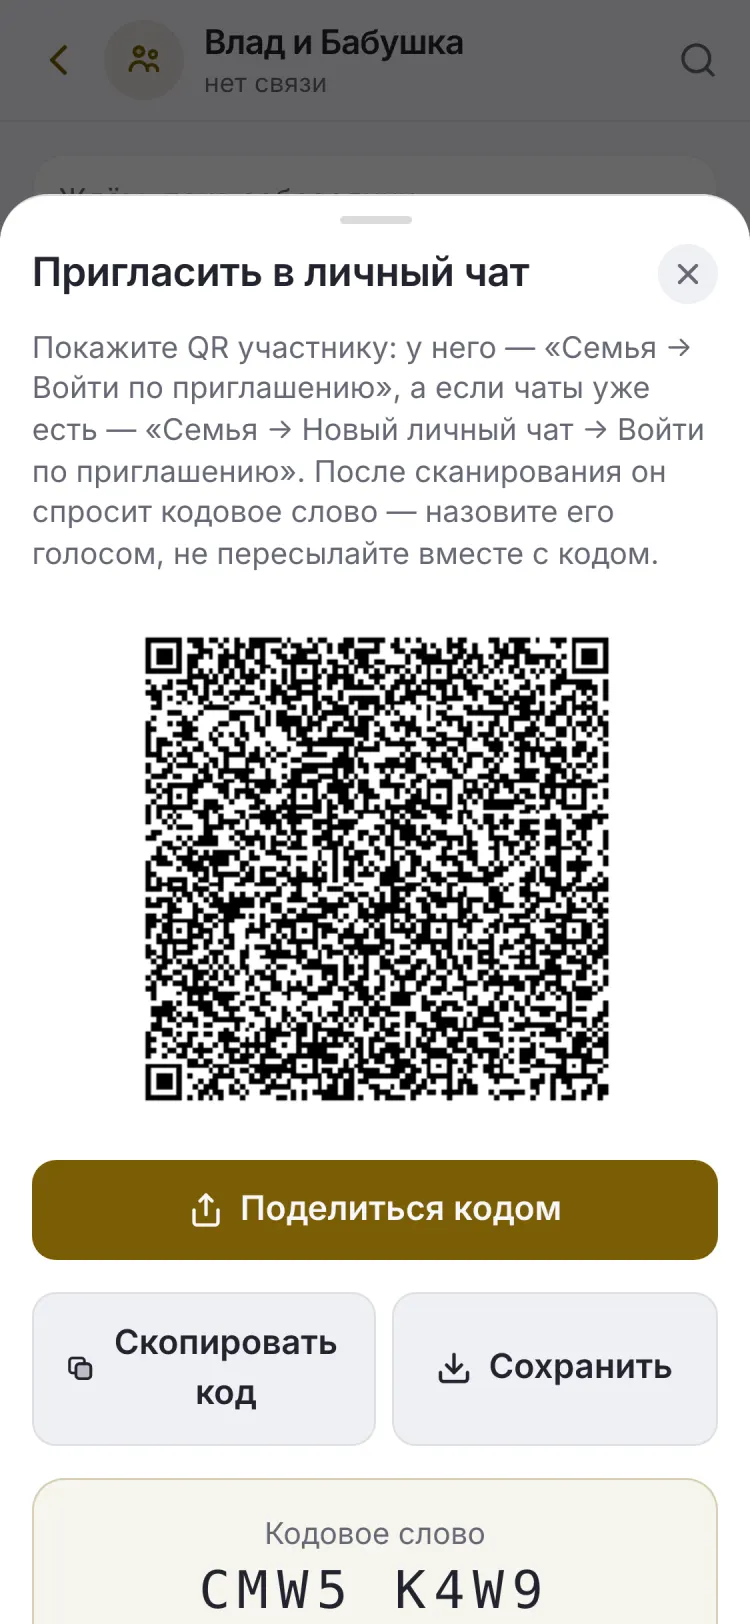 Влад и Бабушка
нет связи
Пригласить в личный чат
Покажите QR участнику: у него — «Семья →
Войти по приглашению», а если чаты уже
есть — «Семья → Новый личный чат → Войти
по приглашению». После сканирования он
спросит кодовое слово — назовите его
голосом, не пересылайте вместе с кодом.
Поделиться кодом
Скопировать
код
Сохранить
Кодовое слово
CMW5 K4W9